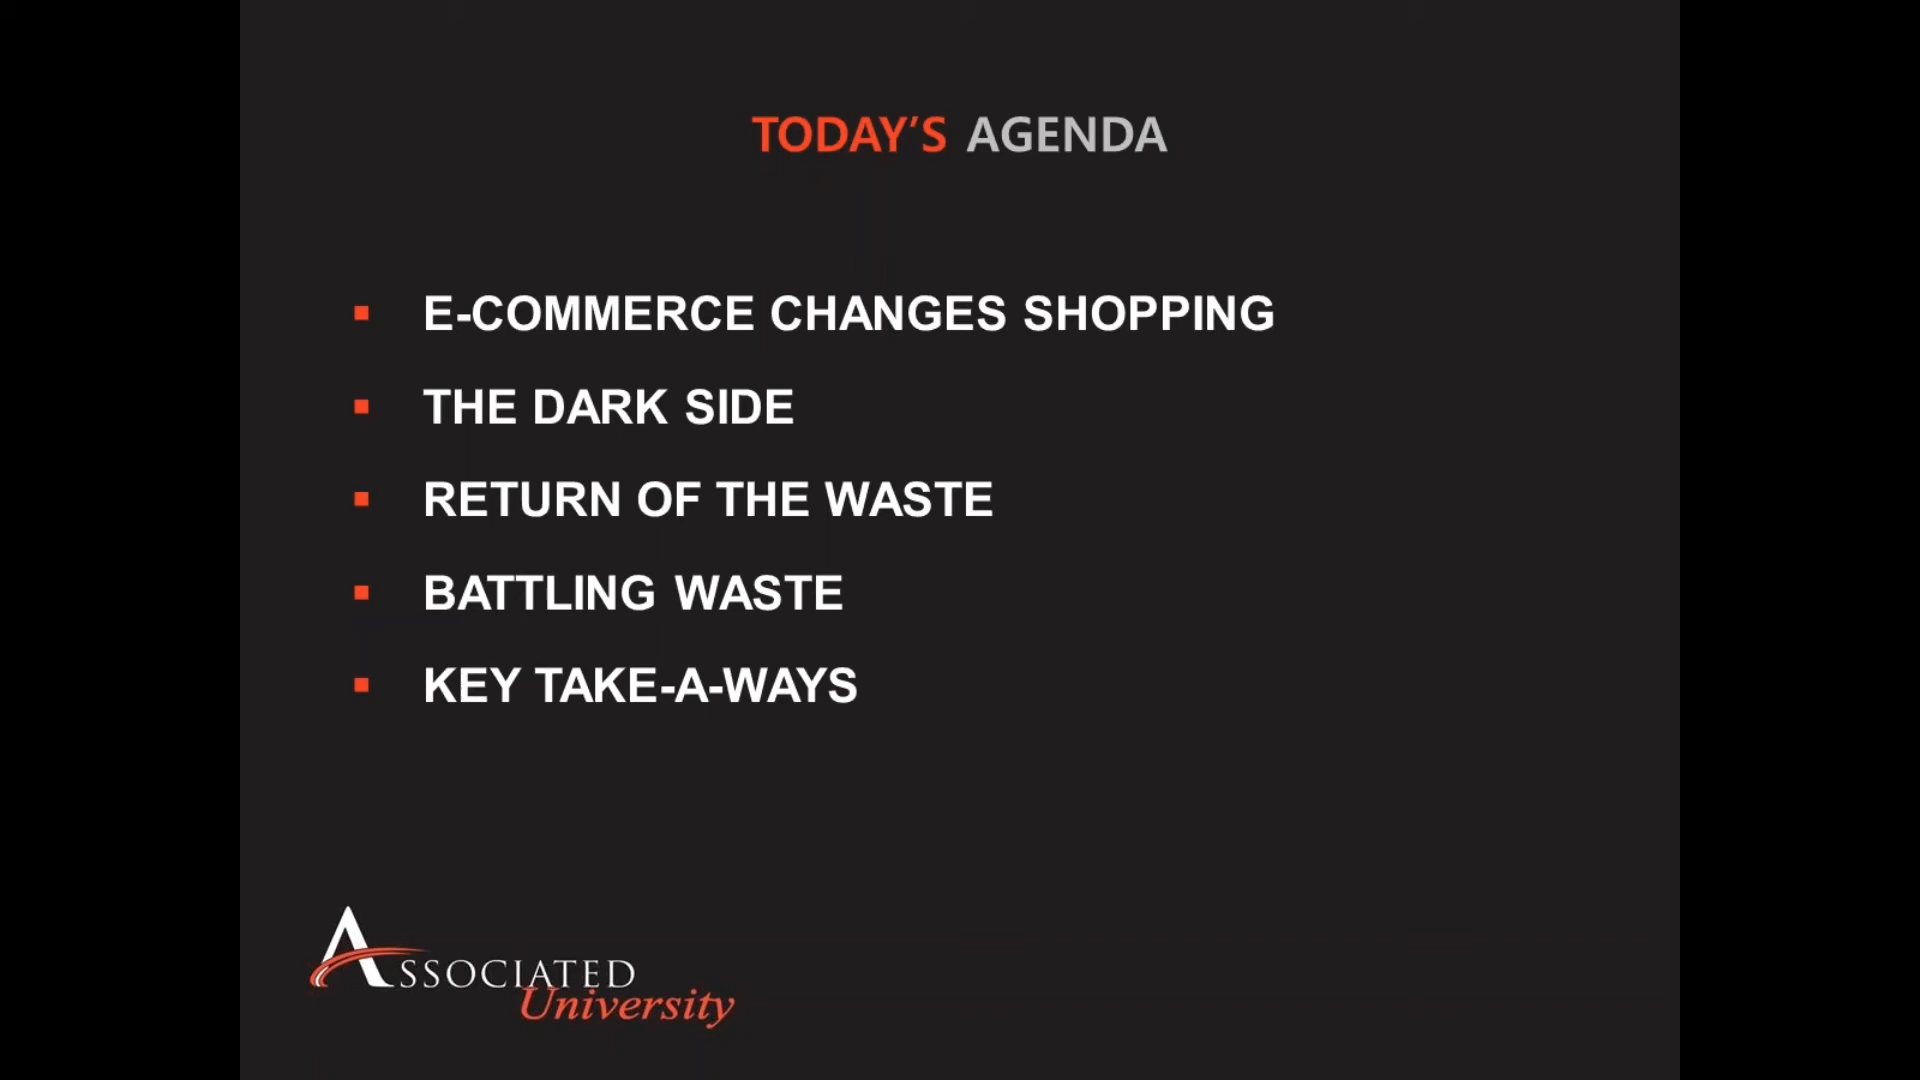 TODAY'S AGENDA
E-COMMERCE CHANGES SHOPPING
THE DARK SIDE
RETURN OF THE WASTE
BATTLING WASTE
KEY TAKE-A-WAYS
ASSOCIATED
University